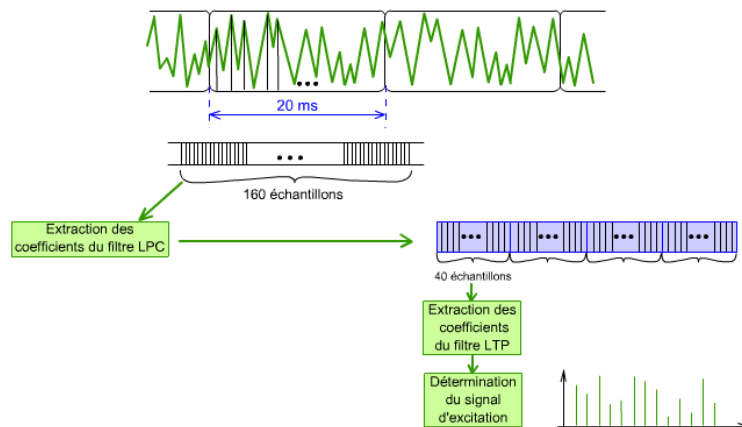 20 ms
160 échantillons
Extraction des
coefficients du filtre LPC
40 échantillons
Extraction des
coefficients
du filtre LTP
Détermination
du signal
d'excitation